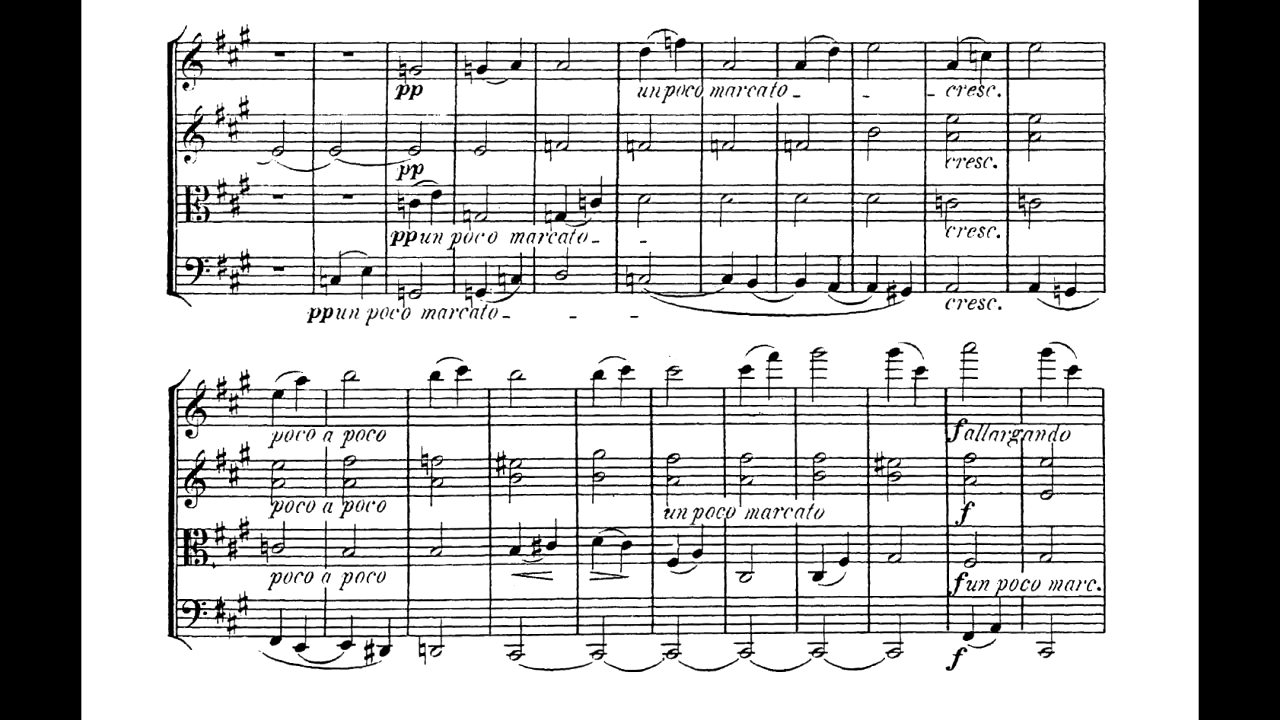 pp
un poco marcato cresc.
pp
cresc.
pp un poco marcato
cresc.
pp un poco marcato
cresc.
poco a poco
f allargando
poco a poco
un poco marcato
f
poco a poco
f un poco marc.
f